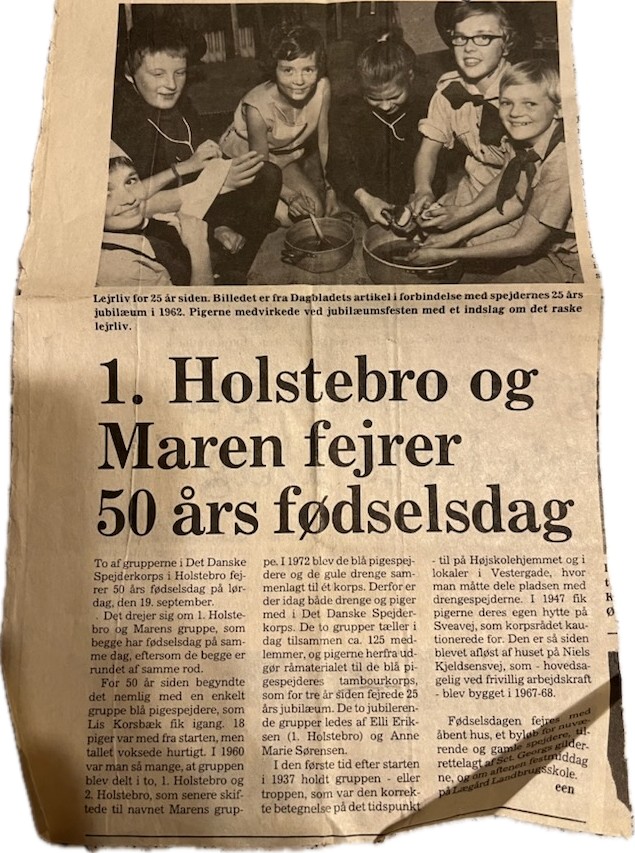 Lejrliv for 25 år siden. Billedet er fra Dagbladets artikel i forbindelse med spejdernes 25 års
jubilæum i 1962. Pigerne medvirkede ved jubilæumsfesten med et indslag om det raske
lejrliv.
1. Holstebro og
Maren fejrer
50 års fødselsdag
To af grupperne i Det Danske
Spejderkorps i Holstebro fej-
rer 50 års fødselsdag på lør-
dag, den 19. september.
Det drejer sig om 1. Holste-
bro og Marens gruppe, som
begge har fødselsdag på sam-
me dag, eftersom de begge er
rundet af samme rod.
For 50 år siden begyndte
det nemlig med en enkelt
gruppe blå pigespejdere, som
Lis Korsbæk fik igang. 18
piger var med fra starten, men
tallet voksede hurtigt. I 1960
var man så mange, at gruppen
blev delt i to, 1. Holstebro og
2. Holstebro, som senere skif-
tede til navnet Marens grup-
pe. I 1972 blev de blå pigespej-
dere og de gule drenge sam-
menlagt til ét korps. Derfor er
der idag både drenge og piger
med i Det Danske Spejder-
korps. De to grupper tæller i
dag tilsammen ca. 125 med-
lemmer, og pigerne herfra ud-
gør råmaterialet til de blå pi-
gespejderes tambourkorps,
som for tre år siden fejrede 25
års jubilæum. De to jubilere-
rende grupper ledes af Elli Erik-
sen (1. Holstebro) og Anne
Marie Sørensen.
I den første tid efter starten
i 1937 holdt gruppen - eller
troppen, som var den korrek-
te betegnelse på det tidspunkt
- til på Højskolehjemmet og i
lokaler i Vestergade, hvor
man måtte dele pladsen med
drengespejderne. I 1947 fik
pigerne deres egen hytte på
Sveavej, som korpsrådet kau-
tionerede for. Den er så siden
blevet afløst af huset på Niels
Kjeldsensvej, som - hovedsa-
gelig ved frivillig arbejdskraft
- blev bygget i 1967-68.
Fødselsdagen fejres med
åbent hus, et byløb for nuvæ-
rende og gamle spejdere, til-
rettelagt af Sct. Georgs gilder-
ne, og om aftenen festmiddag
på Lægård Landbrugsskole.
een